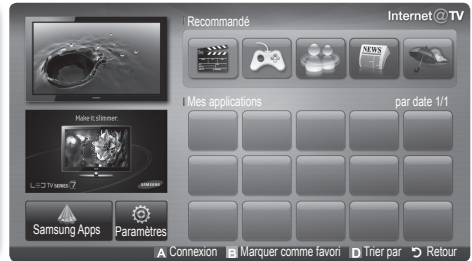 Internet@TV
Recommandé
NEWS
Mes applications par date 1/1
Make it slimmer.
LED TV SERIES 7 SAMSUNG
Samsung Apps Paramètres
A Connexion B Marquer comme favori D Trier par Retour